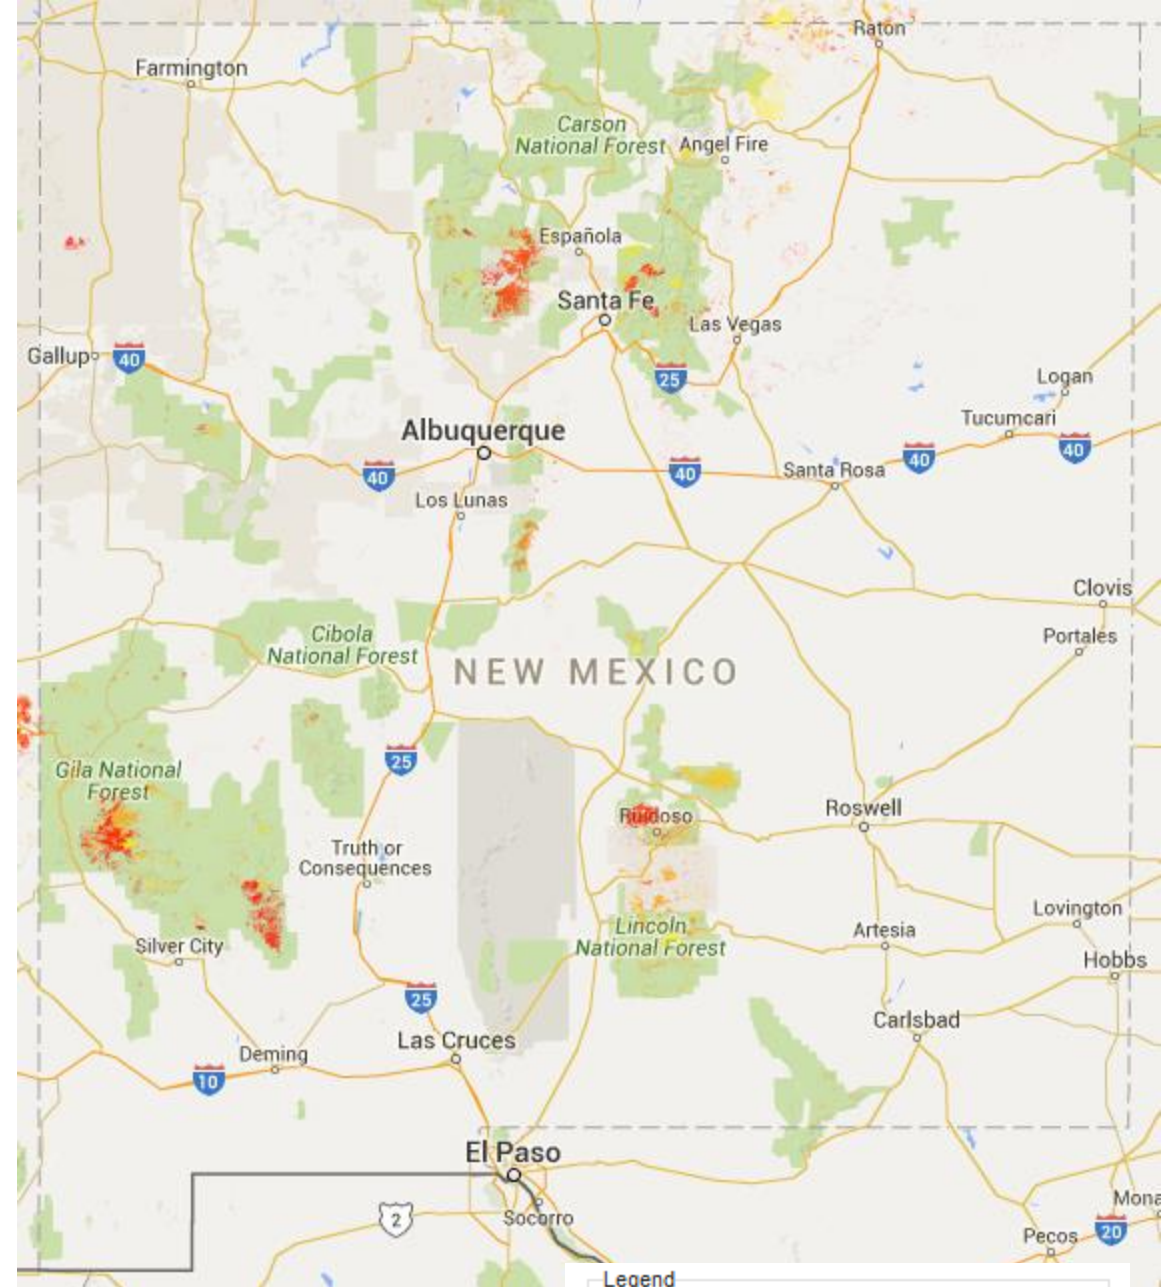 Raton
Farmington
Carson
National Forest
Angel Fire
Española
Santa Fe
Las Vegas
Gallup
40
25
Logan
Tucumcari
Albuquerque
40
40
40
40
Santa Rosa
Los Lunas
Clovis
Cibola
National Forest
Portales
NEW MEXICO
25
Gila National
Forest
Ruidoso
Roswell
Truth or
Consequences
Lovington
Lincoln
National Forest
Artesia
Silver City
Hobbs
25
Carlsbad
Las Cruces
Deming
10
El Paso
2
Socorro
Mona
20
Pecos
Legend